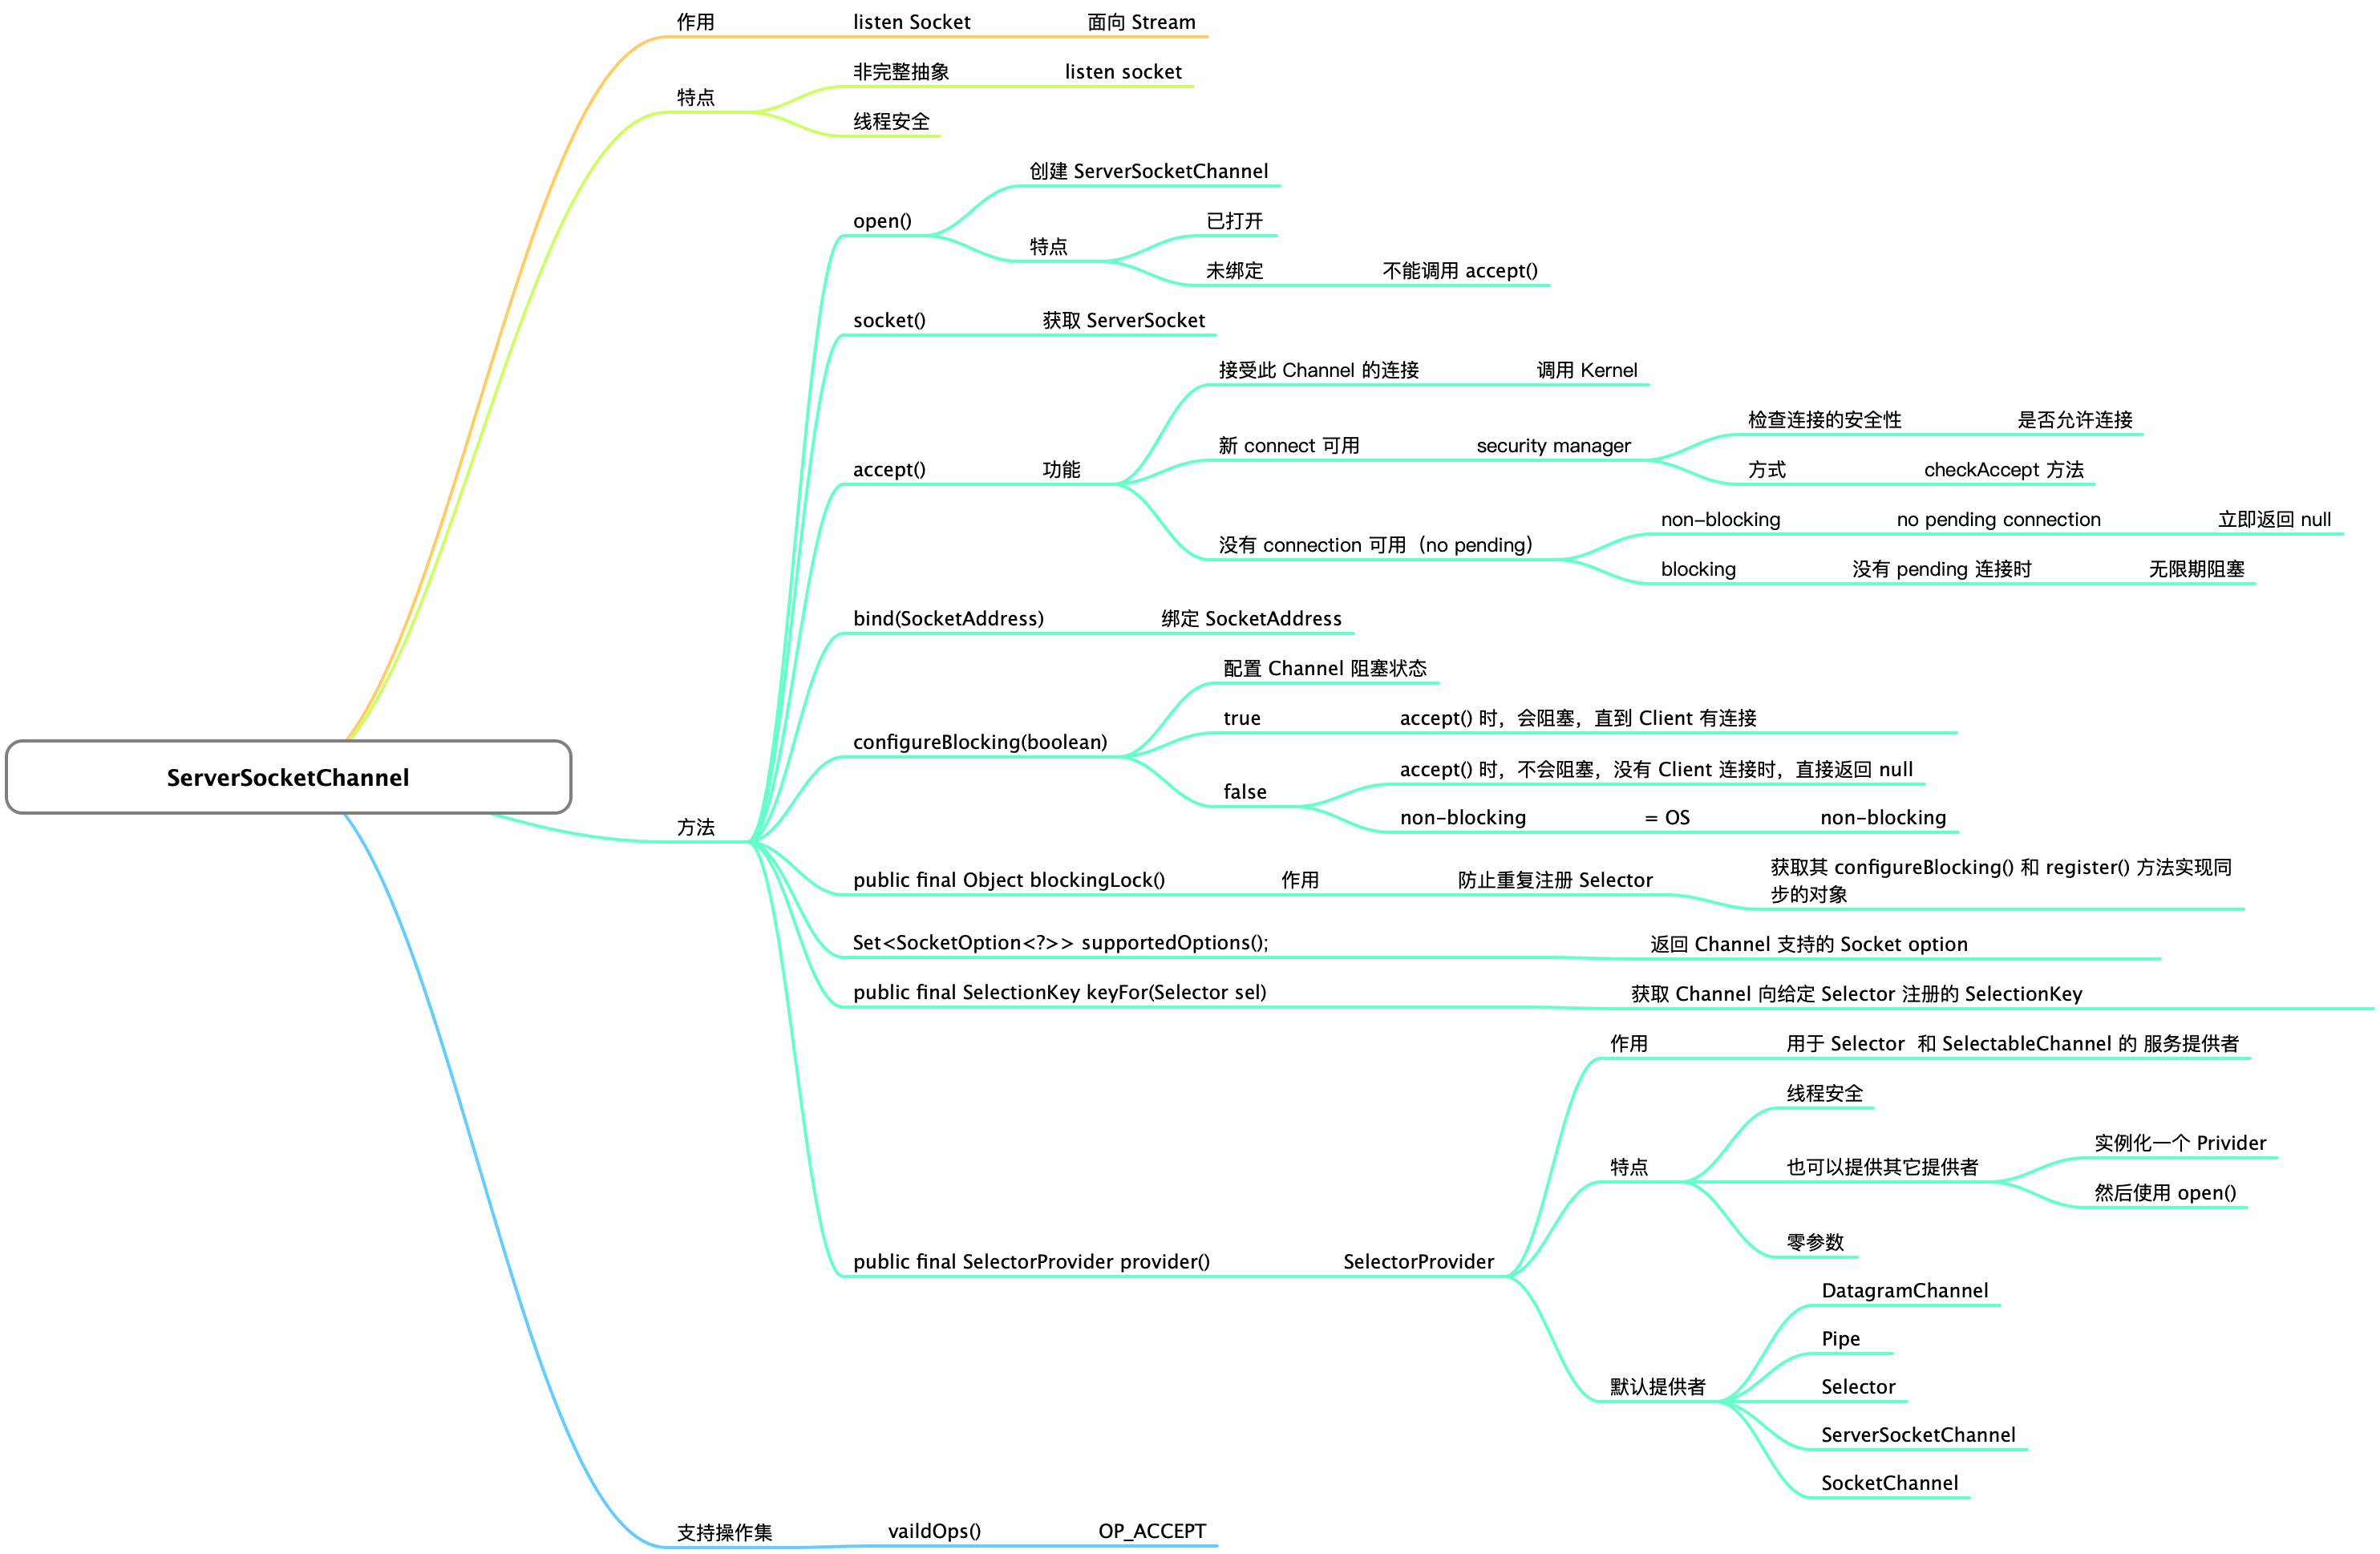 作用
listen Socket
面向 Stream
特点
非完整抽象
listen socket
线程安全
ServerSocketChannel
方法
open()
创建 ServerSocketChannel
特点
已打开
未绑定
不能调用 accept()
socket()
获取 ServerSocket
accept()
功能
接受此 Channel 的连接
调用 Kernel
新 connect 可用
security manager
检查连接的安全性
是否允许连接
方式
checkAccept 方法
没有 connection 可用（no pending）
non-blocking
no pending connection
立即返回 null
blocking
没有 pending 连接时
无限期阻塞
bind(SocketAddress)
绑定 SocketAddress
configureBlocking(boolean)
配置 Channel 阻塞状态
true
accept() 时，会阻塞，直到 Client 有连接
false
accept() 时，不会阻塞，没有 Client 连接时，直接返回 null
non-blocking
= OS
non-blocking
public final Object blockingLock()
作用
防止重复注册 Selector
获取其 configureBlocking() 和 register() 方法实现同
步的对象
Set<SocketOption<?>> supportedOptions();
返回 Channel 支持的 Socket option
public final SelectionKey keyFor(Selector sel)
获取 Channel 向给定 Selector 注册的 SelectionKey
public final SelectorProvider provider()
SelectorProvider
作用
用于 Selector 和 SelectableChannel 的 服务提供者
特点
线程安全
也可以提供其它提供者
实例化一个 Privider
然后使用 open()
零参数
默认提供者
DatagramChannel
Pipe
Selector
ServerSocketChannel
SocketChannel
支持操作集
vaildOps()
OP_ACCEPT